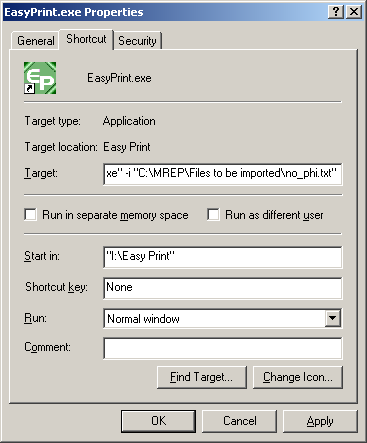 EasyPrint.exe Properties
General Shortcut Security
EP
EasyPrint.exe
Target type: Application
Target location: Easy Print
Target: xe" -i "C:\MREP\Files to be imported\no_phi.txt"
Run in separate memory space Run as different user
Start in: "I:\Easy Print"
Shortcut key: None
Run: Normal window
Comment:
Find Target... Change Icon...
OK Cancel Apply